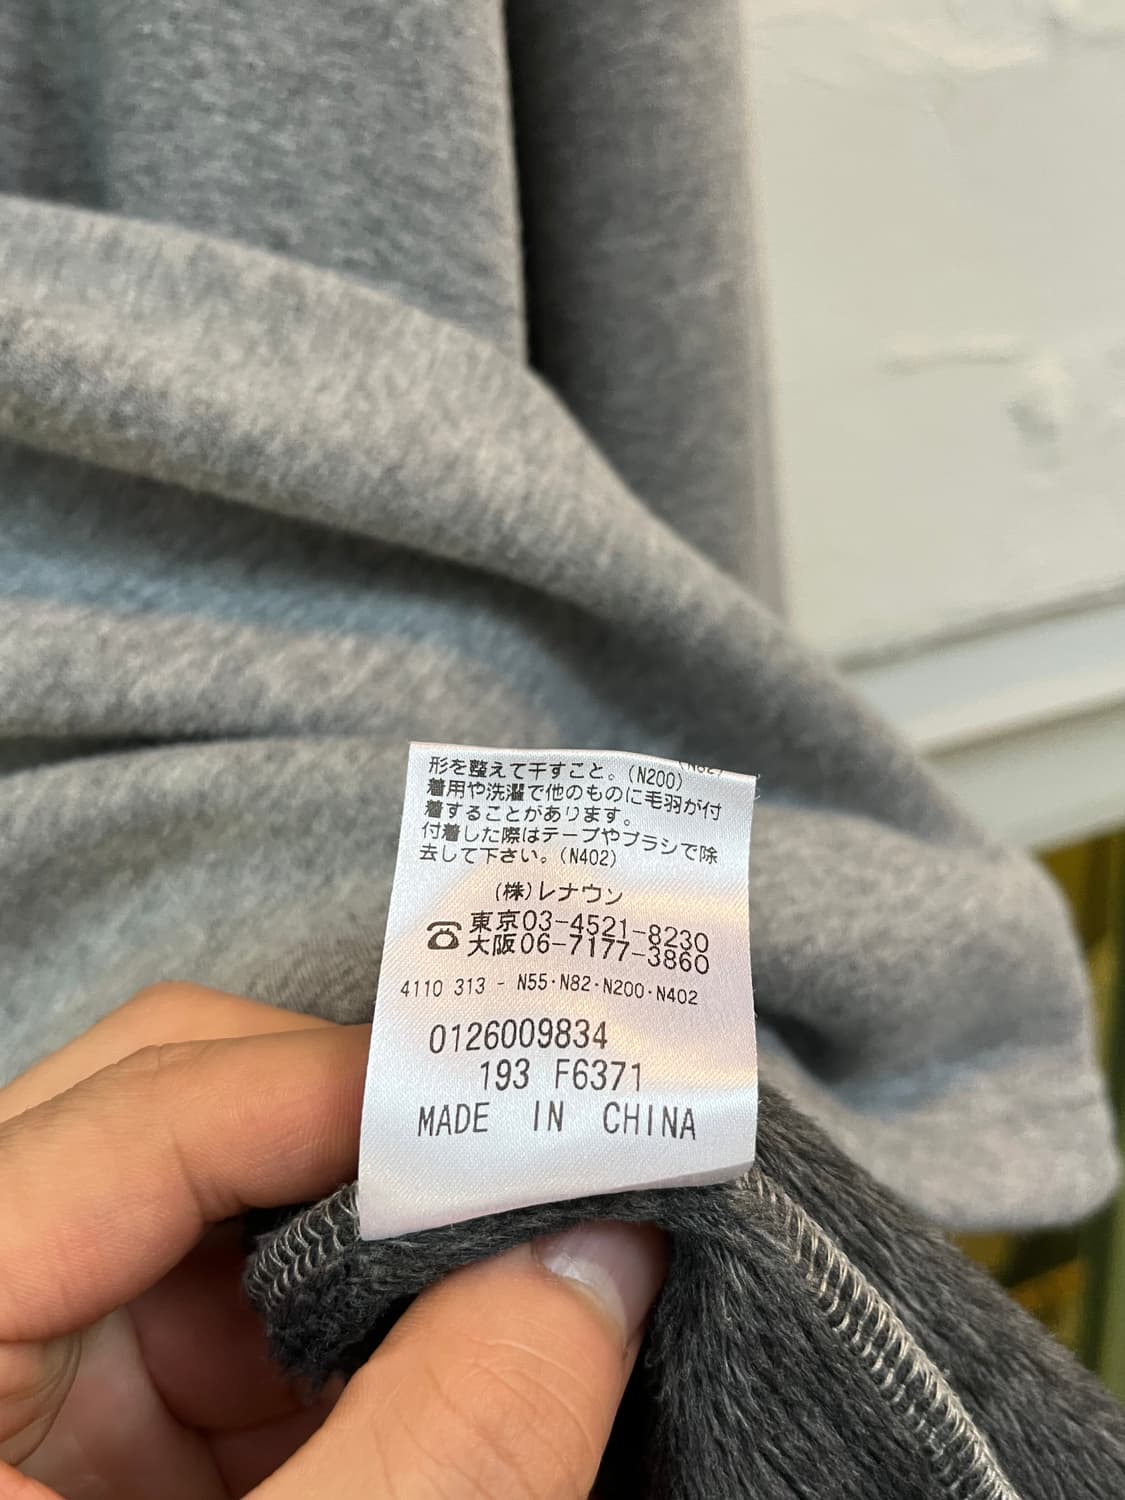 形を整えて干すこと。(N200)
着用や洗濯で他のものに毛羽が付
着することがあります。
付着した際はテープやブラシで除
去して下さい。(N402)
(株)レナウン
☎東京03-4521-8230
大阪06-7177-3860
4110 313 - N55·N82·N200·N402
0126009834
193 F6371
MADE IN CHINA